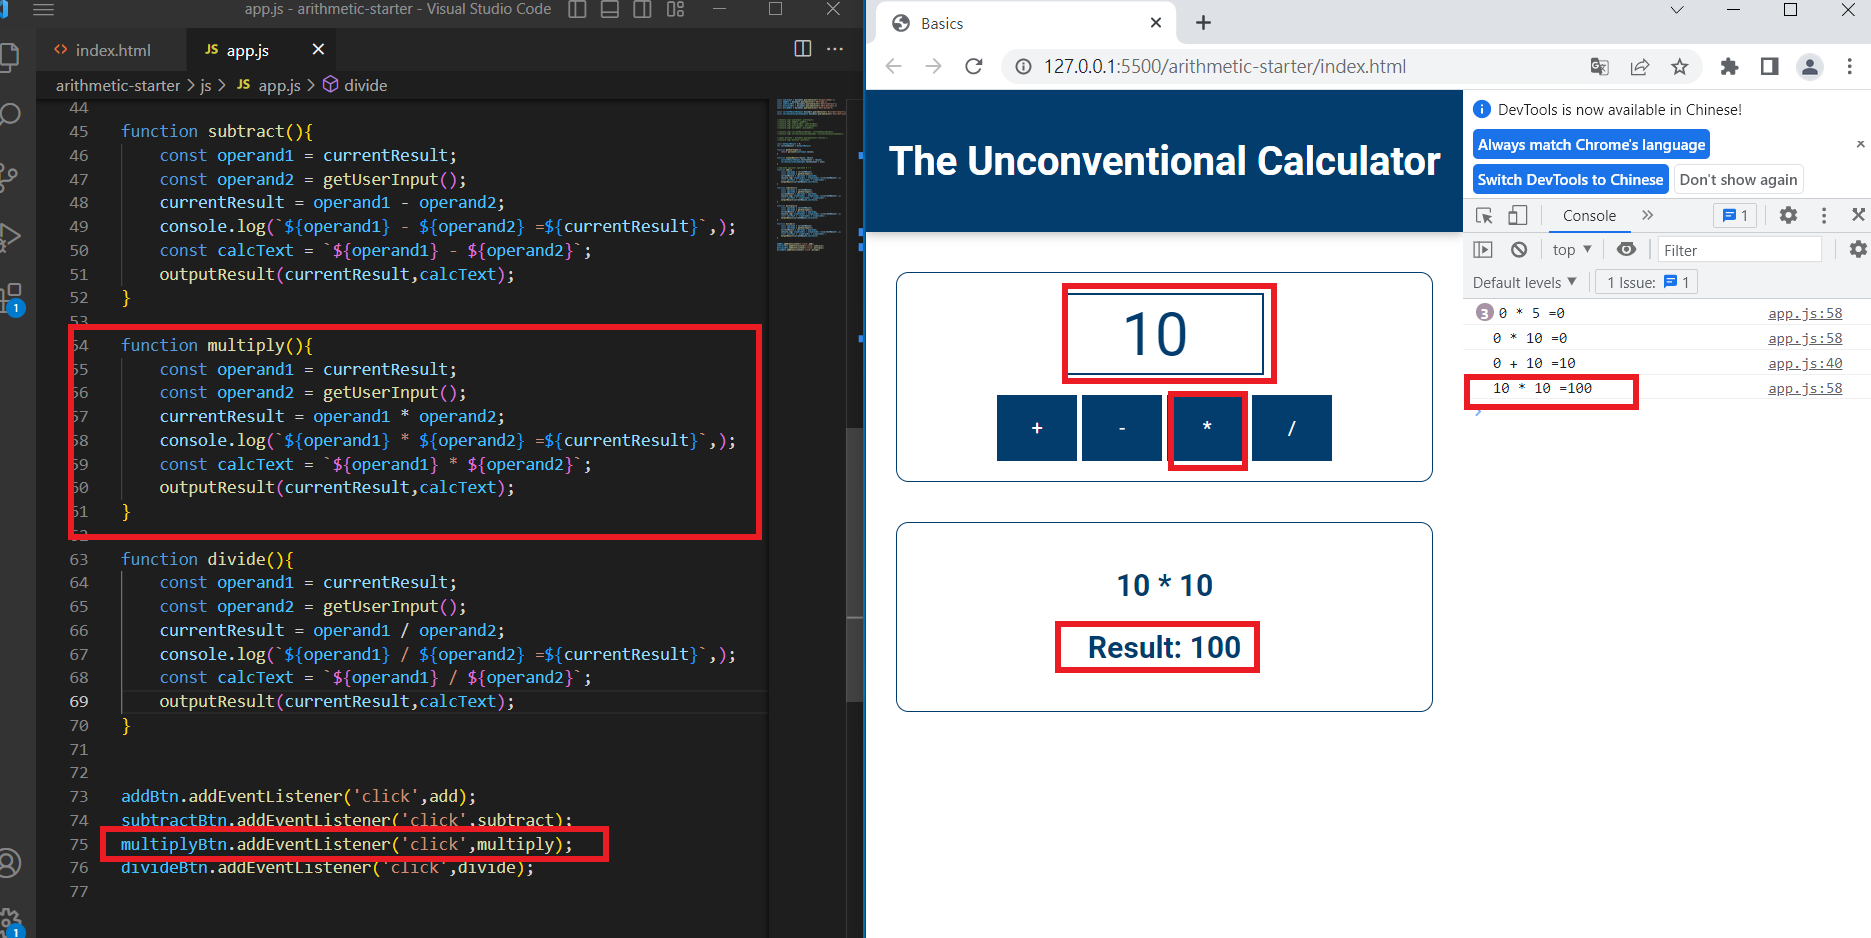 app.js - arithmetic-starter - Visual Studio Code
index.html
JS app.js
arithmetic-starter > js > JS app.js > divide
44
45 function subtract(){
46 const operand1 = currentResult;
47 const operand2 = getUserInput();
48 currentResult = operand1 - operand2;
49 console.log(`${operand1} - ${operand2} =${currentResult}`,);
50 const calcText = `${operand1} - ${operand2}`;
51 outputResult(currentResult,calcText);
52 }
53
54 function multiply(){
55 const operand1 = currentResult;
56 const operand2 = getUserInput();
57 currentResult = operand1 * operand2;
58 console.log(`${operand1} * ${operand2} =${currentResult}`,);
59 const calcText = `${operand1} * ${operand2}`;
60 outputResult(currentResult,calcText);
61 }
62
63 function divide(){
64 const operand1 = currentResult;
65 const operand2 = getUserInput();
66 currentResult = operand1 / operand2;
67 console.log(`${operand1} / ${operand2} =${currentResult}`,);
68 const calcText = `${operand1} / ${operand2}`;
69 outputResult(currentResult,calcText);
70 }
71
72
73 addBtn.addEventListener('click',add);
74 subtractBtn.addEventListener('click',subtract);
75 multiplyBtn.addEventListener('click',multiply);
76 divideBtn.addEventListener('click',divide);
77
1
1
Basics
127.0.0.1:5500/arithmetic-starter/index.html
The Unconventional Calculator
10
+ - * /
10 * 10
Result: 100
DevTools is now available in Chinese!
Always match Chrome's language
Switch DevTools to Chinese Don't show again
Console 1
top Filter
Default levels 1 Issue: 1
3 0 * 5 =0 app.js:58
0 * 10 =0 app.js:58
0 + 10 =10 app.js:40
10 * 10 =100 app.js:58